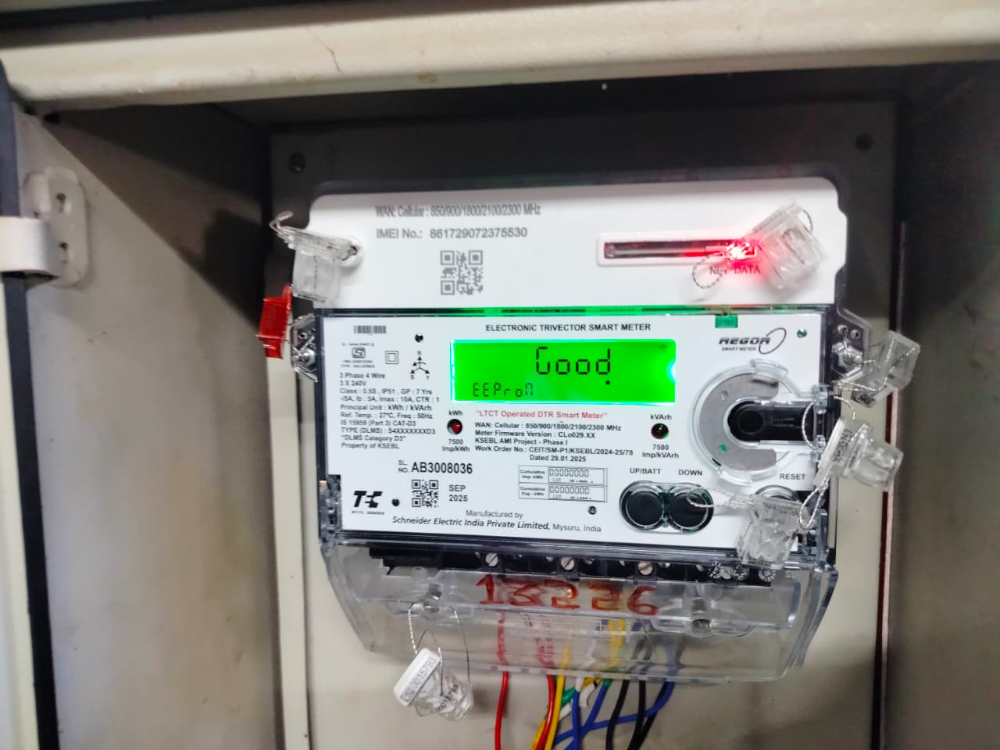 WAN: Cellular : 850/900/1800/2100/2300 MHz
IMEI No.: 861729072375530
NET DATA
ELECTRONIC TRIVECTOR SMART METER
REGOR
SMART METER
Good
EEProm
R
B Y
3 Phase 4 Wire
3 X 240V
Class : 0.5S , IP51 , GP : 7 Yrs
-/5A, Ib : 5A, Imax : 10A, CTR : 1
Principal Unit : kWh / kVArh
Ref. Temp. : 27°C, Freq : 50Hz
IS 15959 (Part 3) CAT-D3
TYPE (DLMS) : S4XXXXXXXD3
"DLMS Category D3"
Property of KSEBL
kWh
7500
Imp/kWh
"LTCT Operated DTR Smart Meter"
WAN: Cellular : 850/900/1800/2100/2300 MHz
Meter Firmware Version : CLo029.XX
KSEBL AMI Project - Phase I
Work Order No.: CEIT/SM-P1/KSEBL/2024-25/78
Dated 29.01.2025
kVArh
7500
Imp/kVArh
SL.
NO. AB3008036
SEP
2025
Cumulative
Imp- kWh
00000000
Cumulative
Exp - kWh
00000000
UP/BATT DOWN
RESET
TEC
Manufactured by
Schneider Electric India Private Limited, Mysuru, India
13226